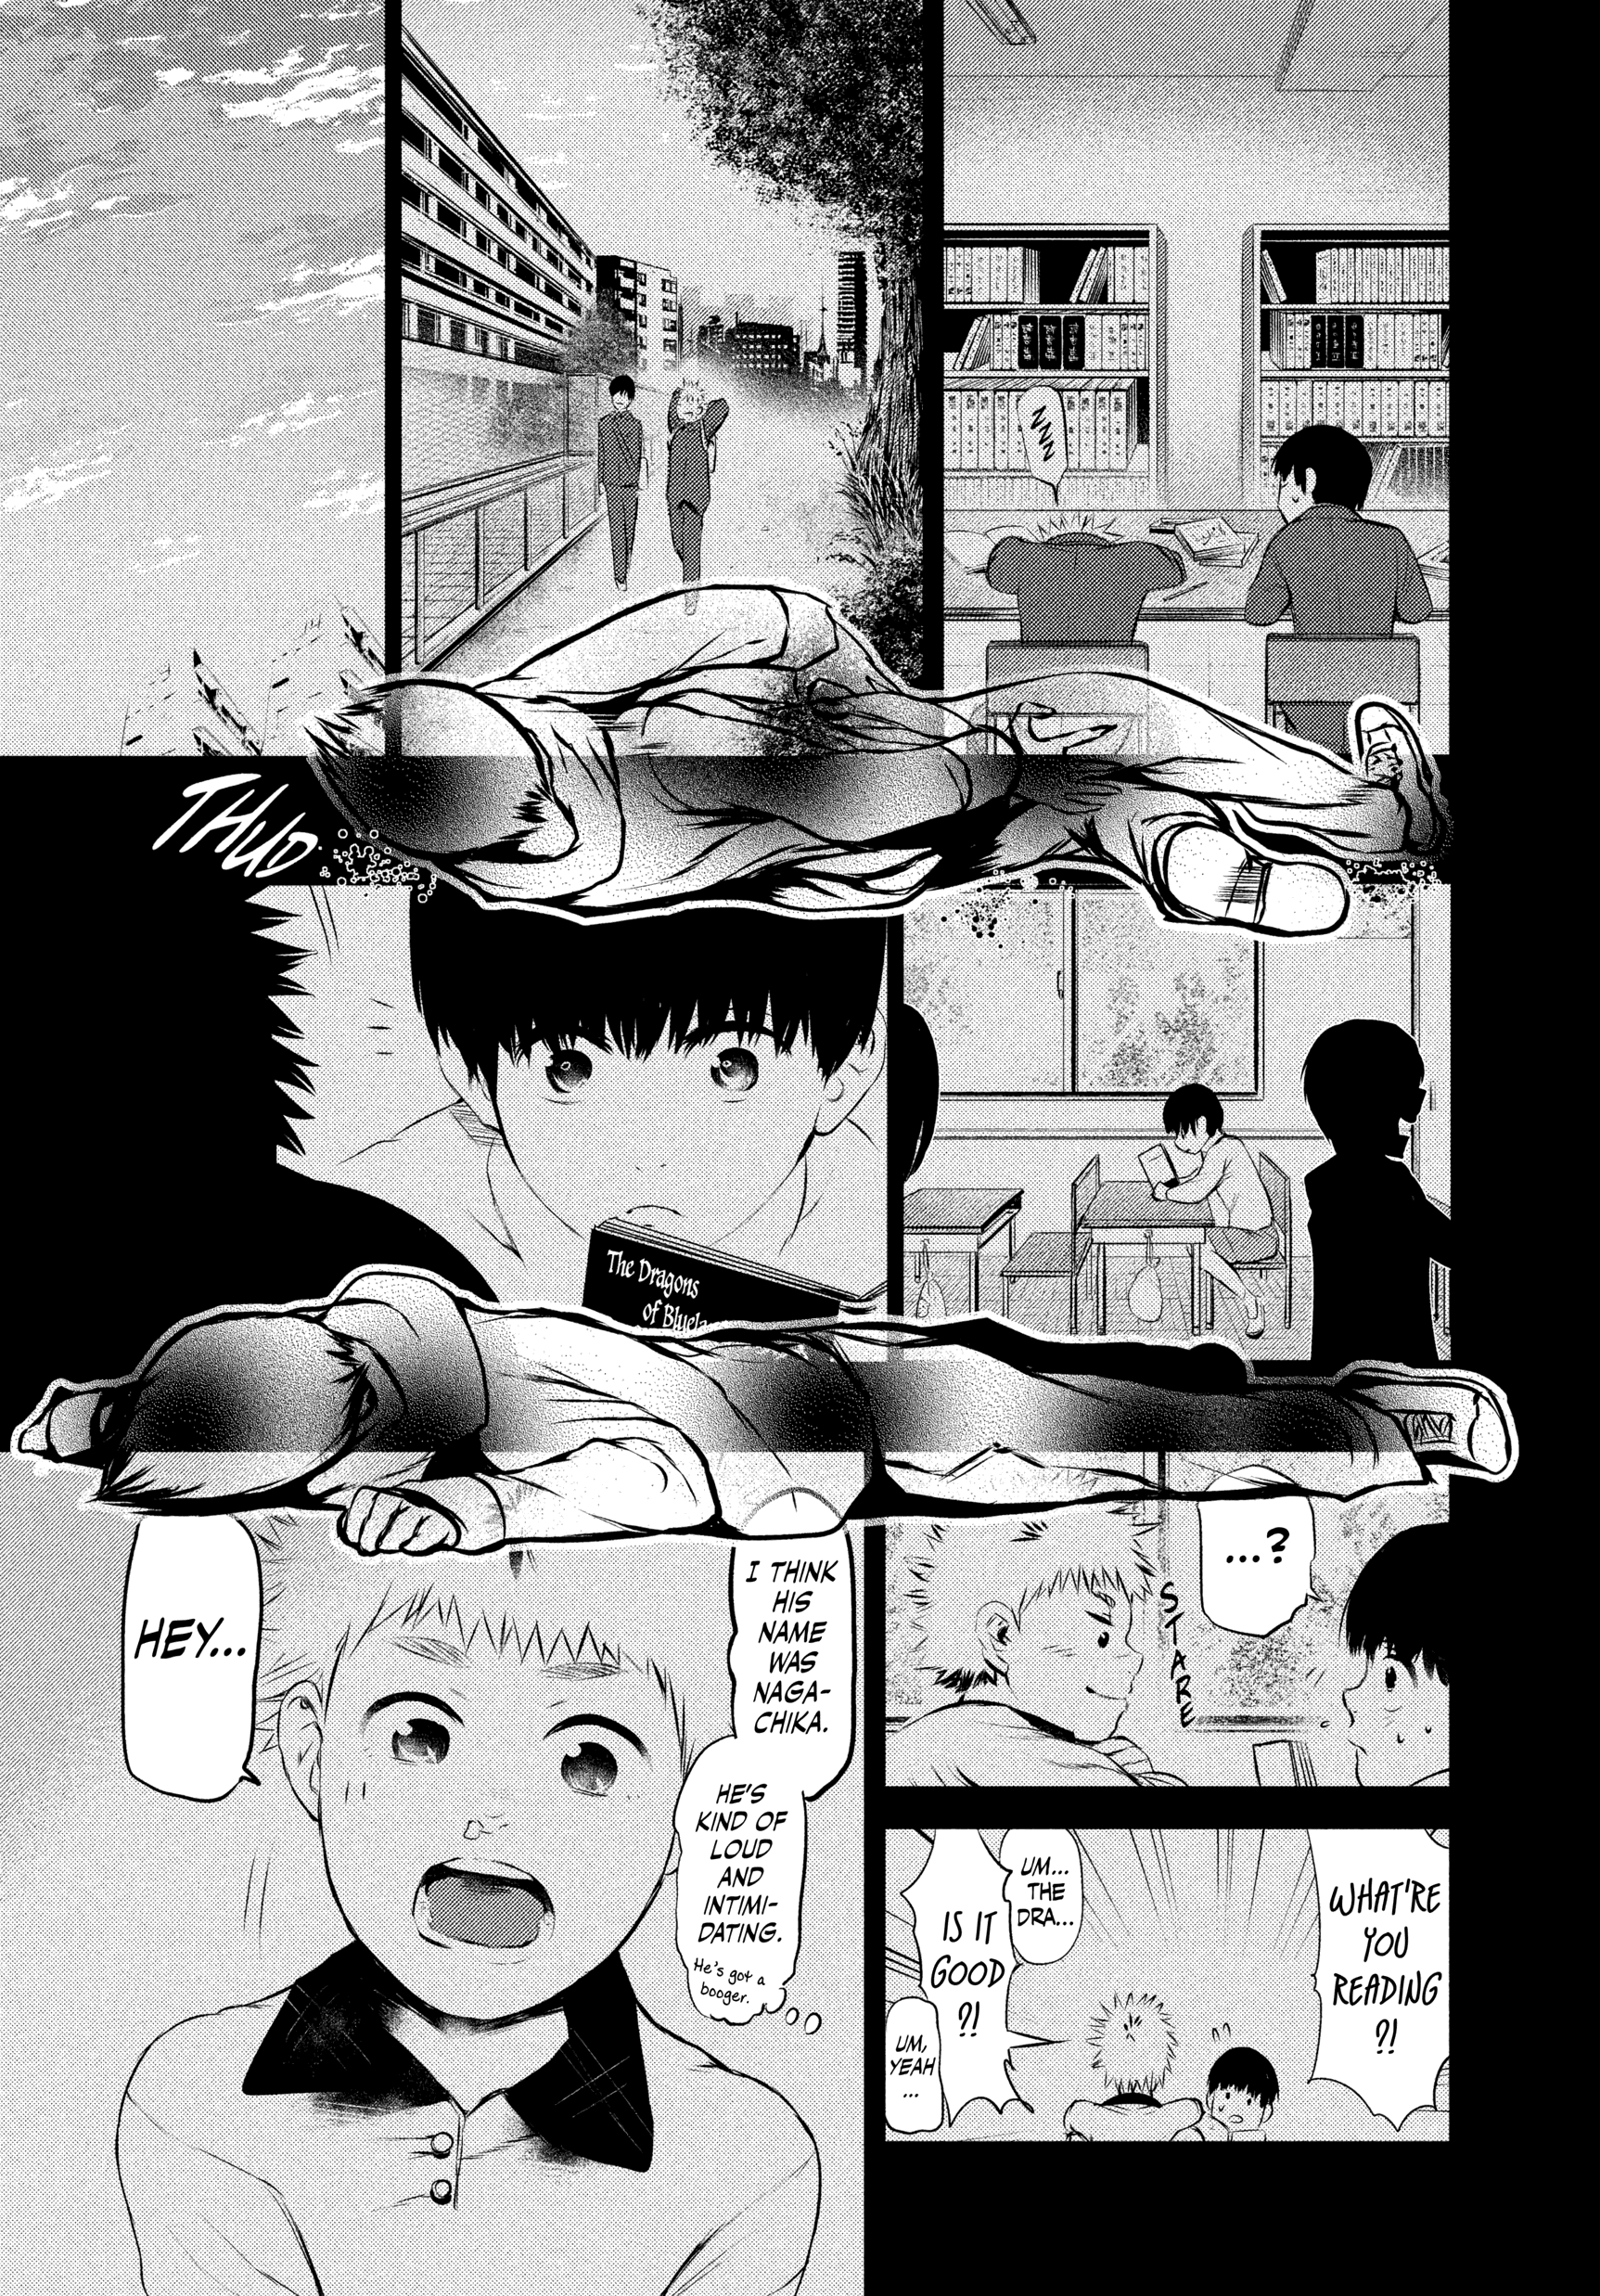 ZZZ
THUD
The Dragons
of Bluela
...?
STARE
WHAT'RE
YOU
READING
?!
UM...
THE
DRA...
IS IT
GOOD
?!
UM,
YEAH
...
I THINK
HIS
NAME
WAS
NAGA-
CHIKA.
HE'S
KIND OF
LOUD
AND
INTIMI-
DATING.
He's got a
booger.
HEY...